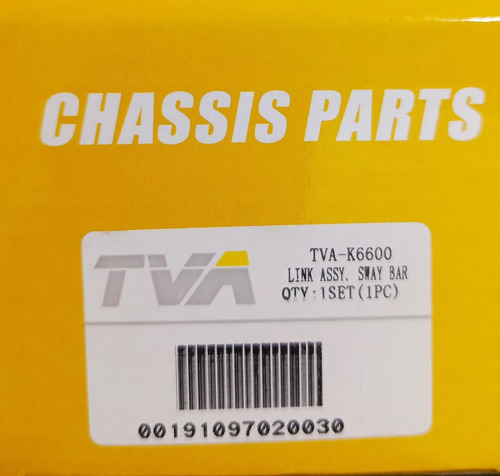 CHASSIS PARTS
TVA
TVA-K6600
LINK ASSY. SWAY BAR
QTY:1SET(1PC)
00191097020030